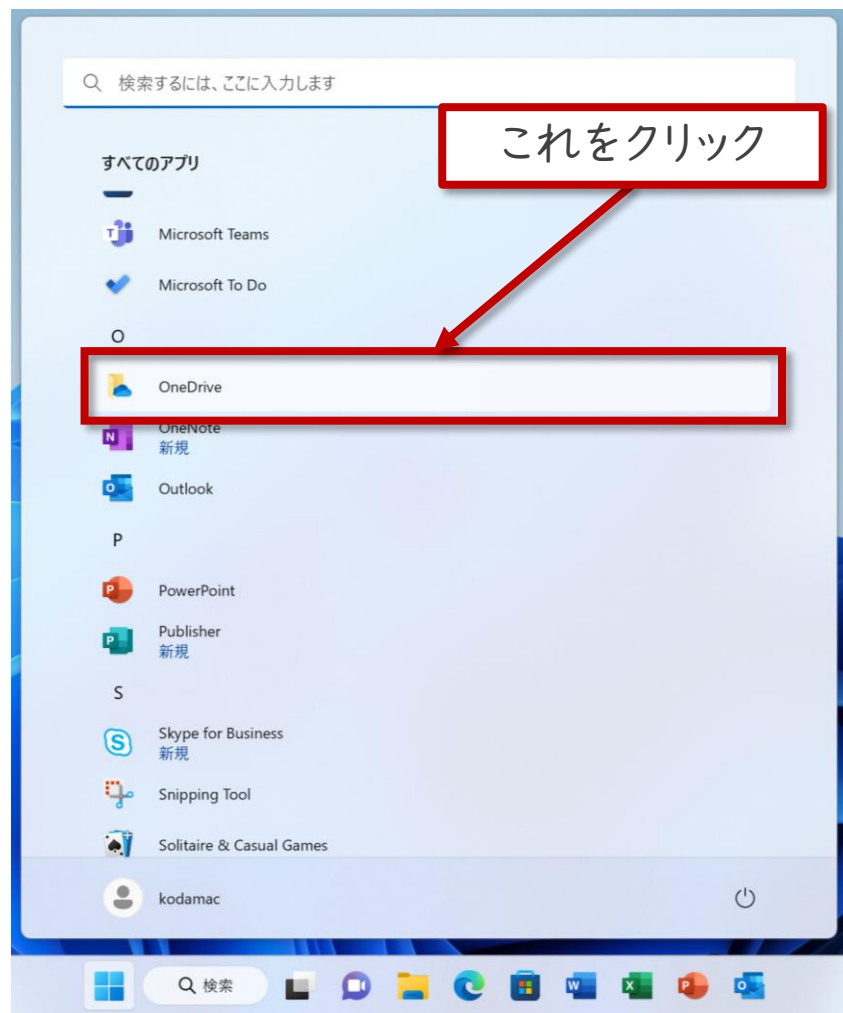 検索するには、ここに入力します
これをクリック
すべてのアプリ
Microsoft Teams
Microsoft To Do
O
OneDrive
OneNote
新規
Outlook
P
PowerPoint
Publisher
新規
S
Skype for Business
新規
Snipping Tool
Solitaire & Casual Games
kodamac
検索